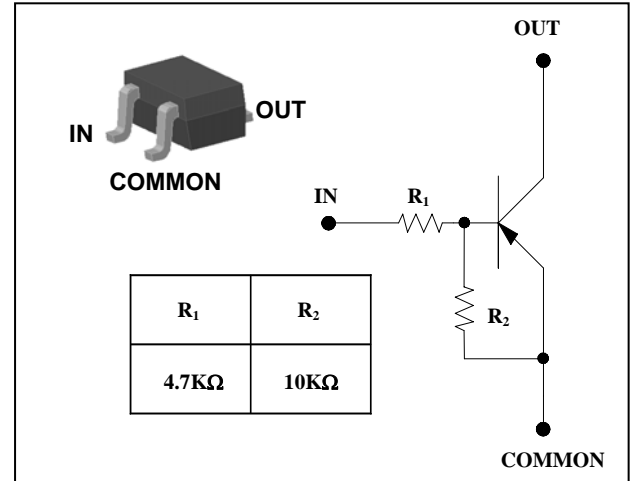 OUT
OUT
IN
COMMON
IN
R₁
R₂
R₁ R₂
4.7KΩ 10KΩ
COMMON